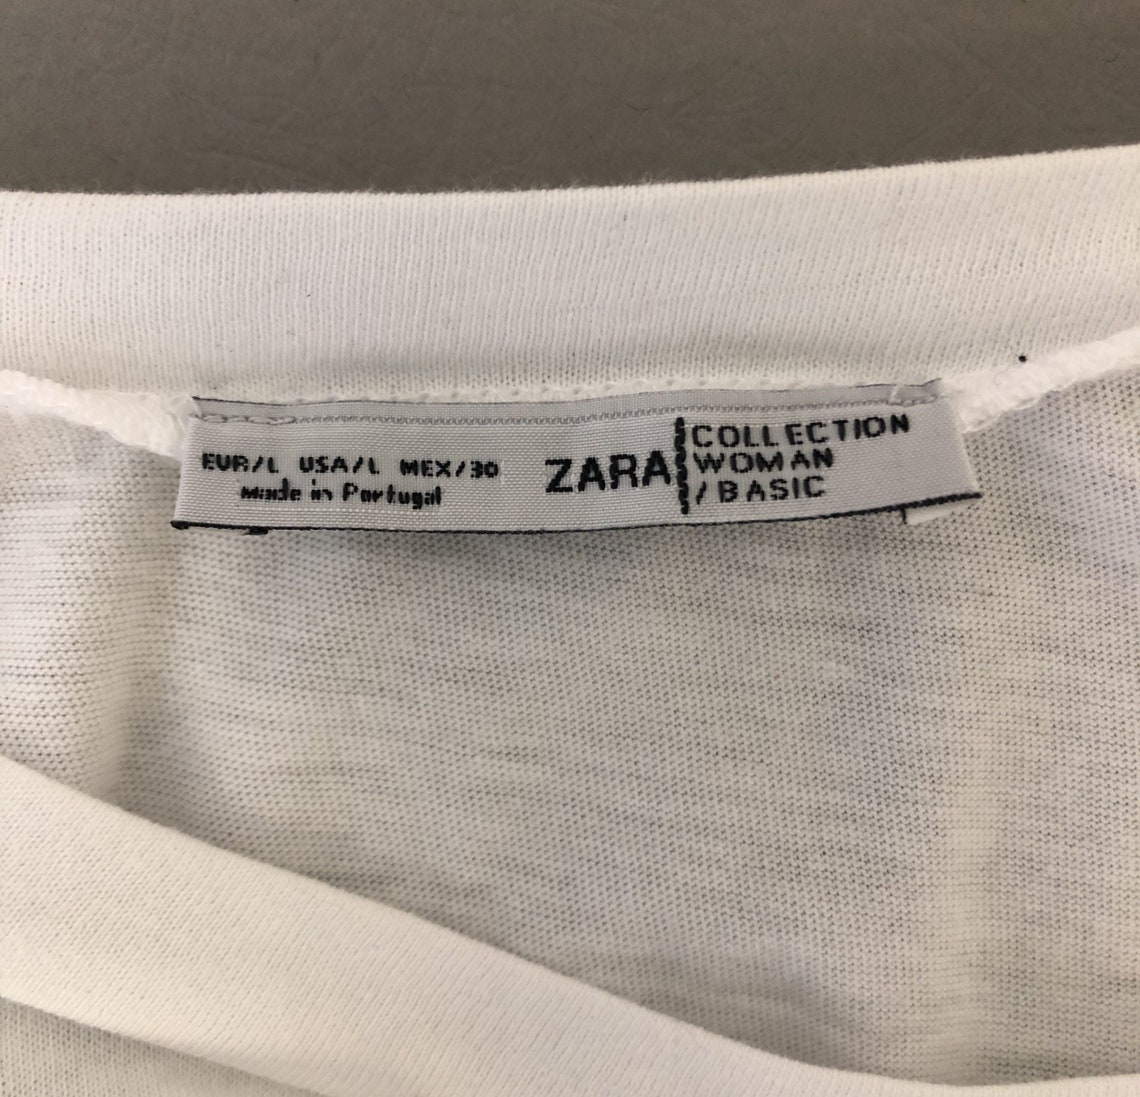 EUR/L USA/L MEX/30
Made in Portugal
ZARA
COLLECTION
WOMAN
/BASIC